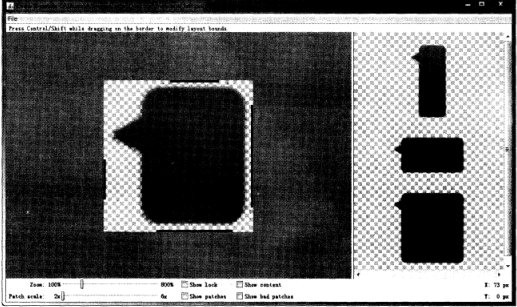 File
Press Control/Shift while dragging on the border to modify layout bounds
Zoom: 100% 800% Show lock Show content X: 73 px
Patch scale: 2x 6x Show patches Show bad patches Y: 0 px